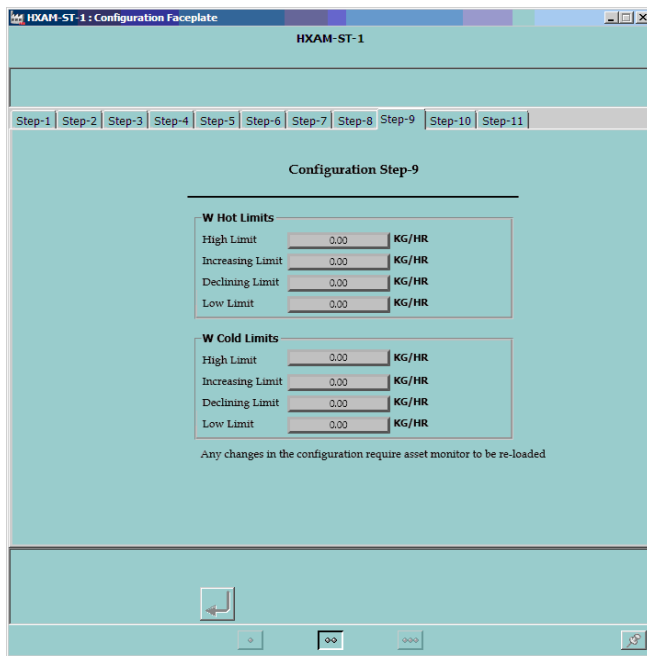 HXAM-ST-1 : Configuration Faceplate
HXAM-ST-1
Step-1 Step-2 Step-3 Step-4 Step-5 Step-6 Step-7 Step-8 Step-9 Step-10 Step-11
Configuration Step-9
W Hot Limits
High Limit 0.00 KG/HR
Increasing Limit 0.00 KG/HR
Declining Limit 0.00 KG/HR
Low Limit 0.00 KG/HR
W Cold Limits
High Limit 0.00 KG/HR
Increasing Limit 0.00 KG/HR
Declining Limit 0.00 KG/HR
Low Limit 0.00 KG/HR
Any changes in the configuration require asset monitor to be re-loaded